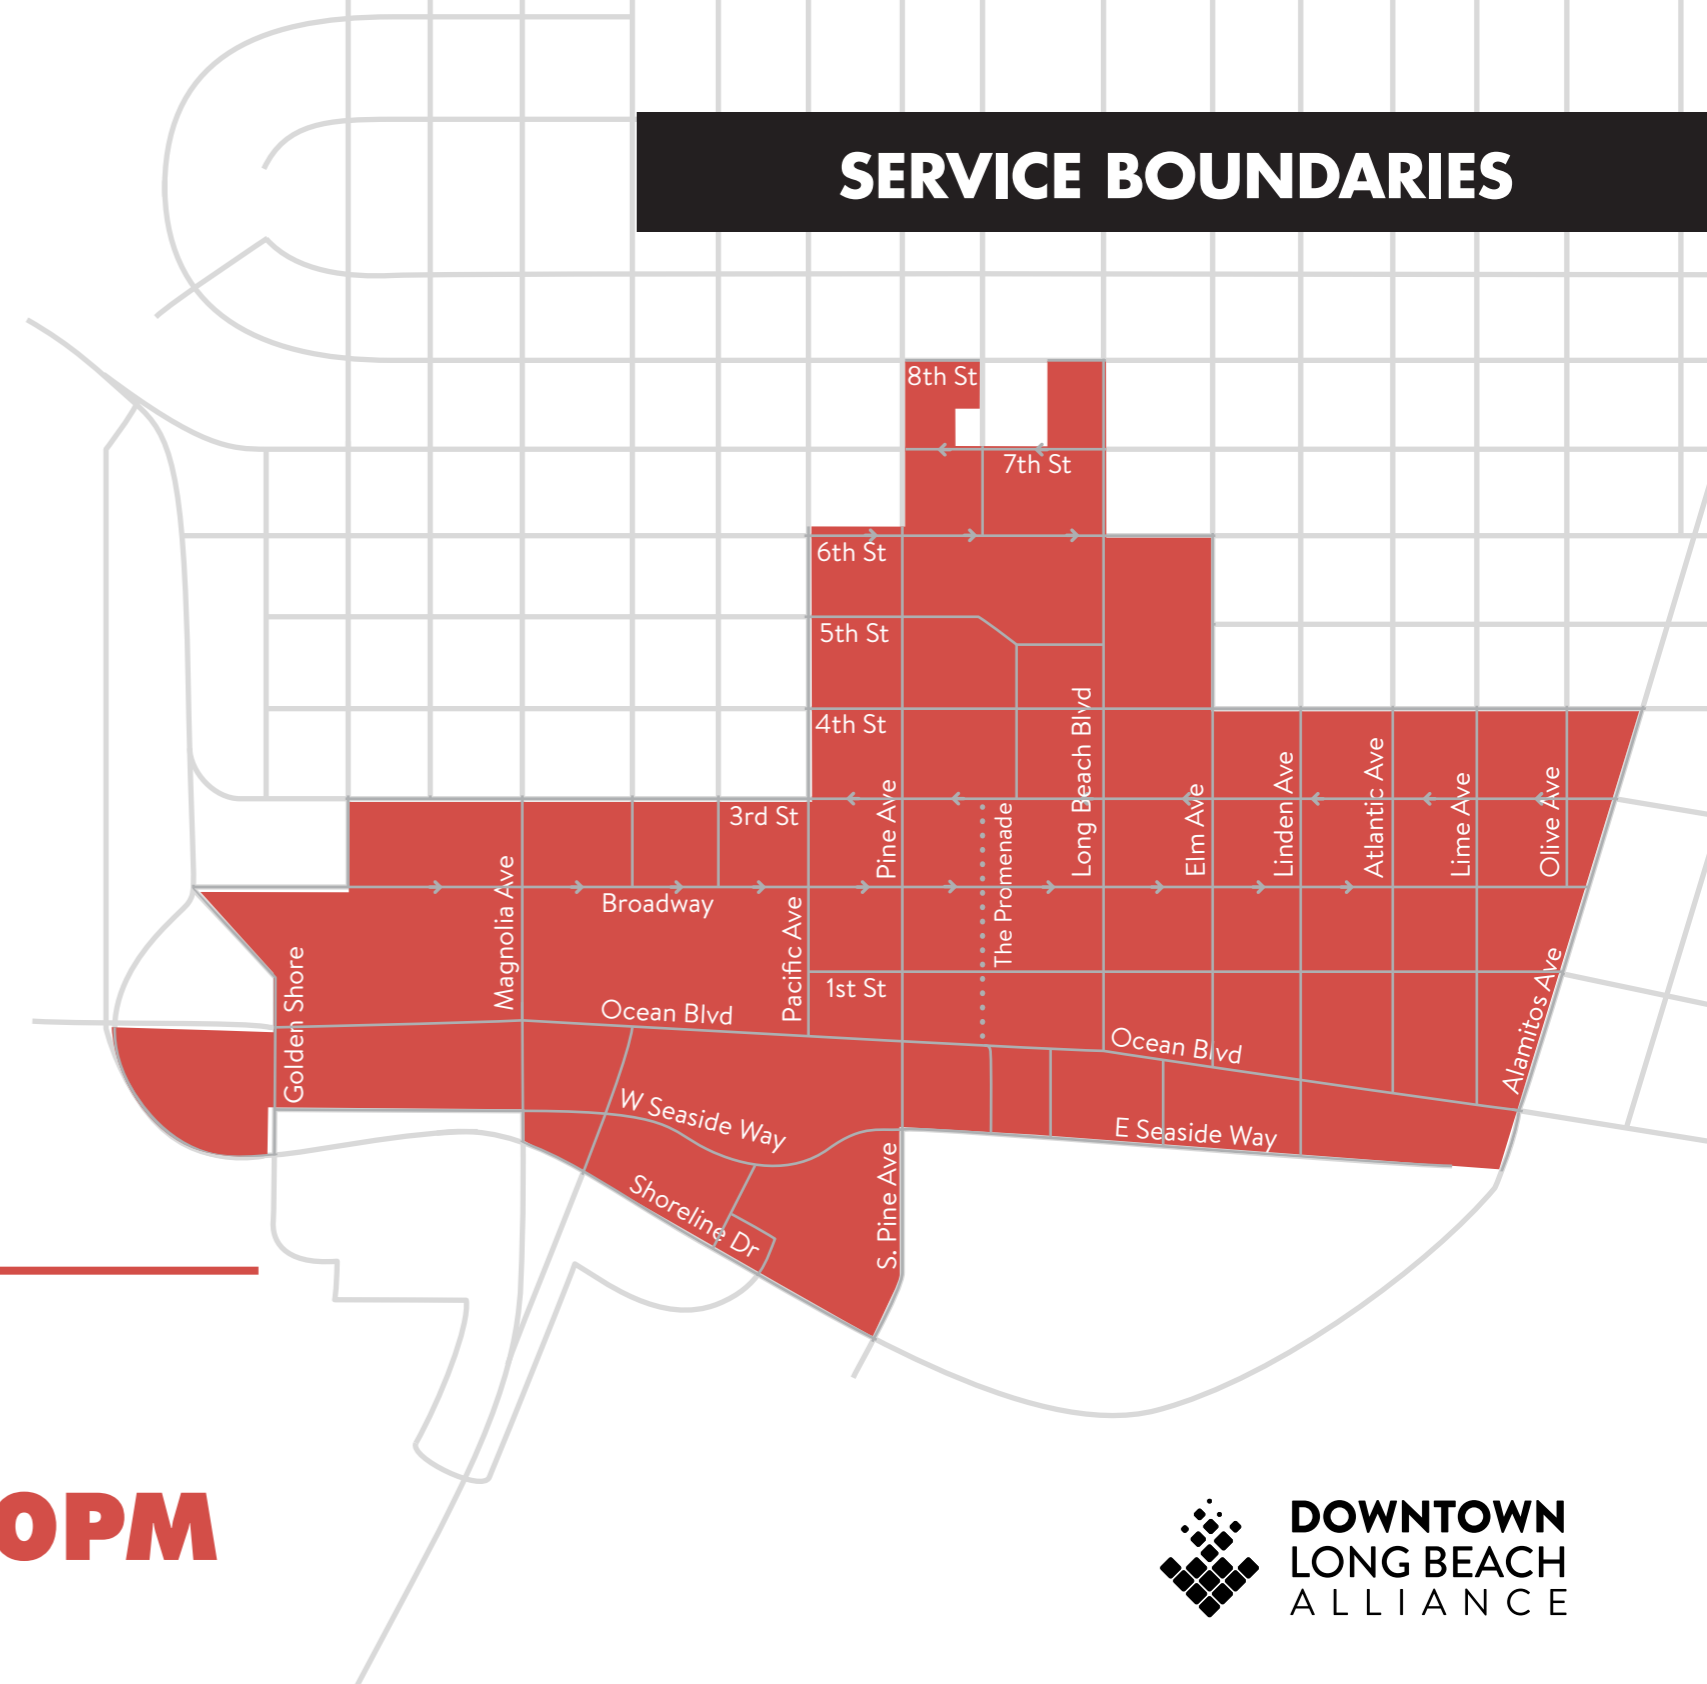 SERVICE BOUNDARIES
8th St
7th St
6th St
5th St
4th St
3rd St
Broadway
1st St
Ocean Blvd
Ocean Blvd
W Seaside Way
E Seaside Way
Shoreline Dr
Golden Shore
Magnolia Ave
Pacific Ave
Pine Ave
S. Pine Ave
The Promenade
Long Beach Blvd
Elm Ave
Linden Ave
Atlantic Ave
Lime Ave
Olive Ave
Alamitos Ave
0PM
DOWNTOWN
LONG BEACH
ALLIANCE